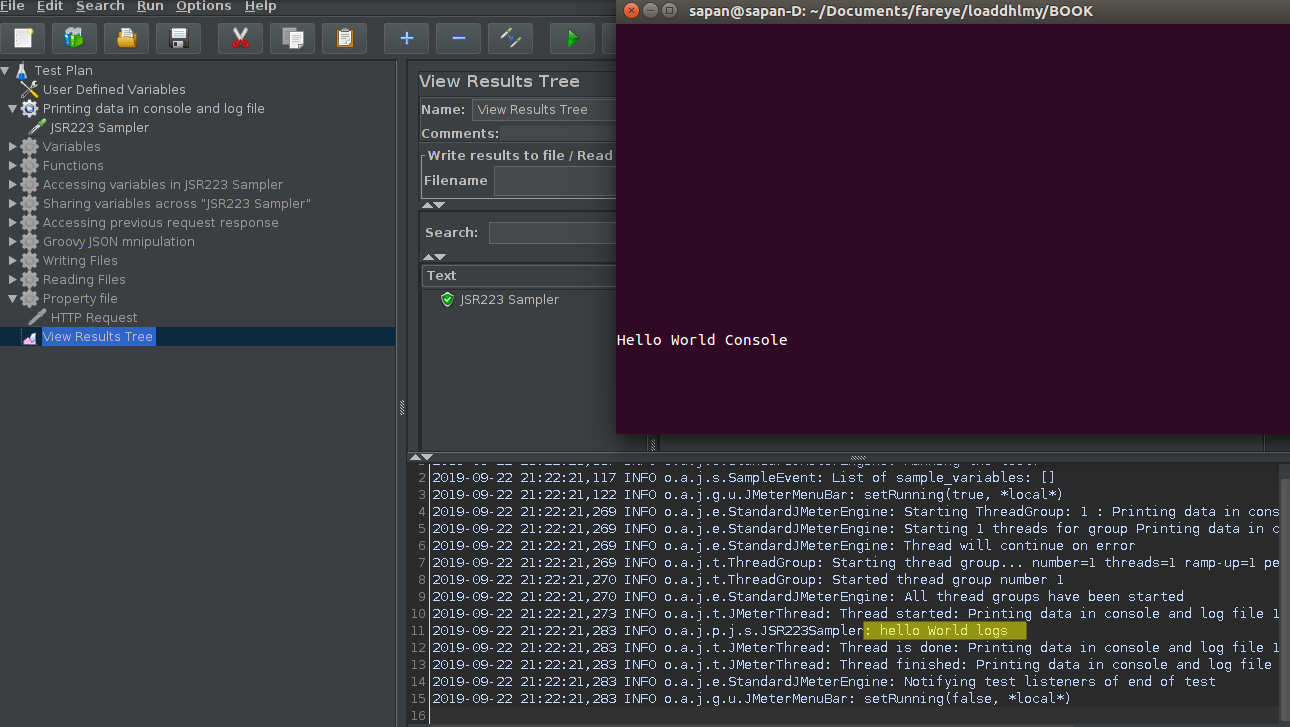 File Edit Search Run Options Help
sapan@sapan-D: ~/Documents/fareye/loaddhlmy/BOOK
Test Plan
User Defined Variables
Printing data in console and log file
JSR223 Sampler
Variables
Functions
Accessing variables in JSR223 Sampler
Sharing variables across "JSR223 Sampler"
Accessing previous request response
Groovy JSON mnipulation
Writing Files
Reading Files
Property file
HTTP Request
View Results Tree
View Results Tree
Name: View Results Tree
Comments:
Write results to file / Read
Filename
Search:
Text
JSR223 Sampler
Hello World Console
2 2019-09-22 21:22:21,117 INFO o.a.j.s.SampleEvent: List of sample_variables: []
3 2019-09-22 21:22:21,122 INFO o.a.j.g.u.JMeterMenuBar: setRunning(true, *local*)
4 2019-09-22 21:22:21,269 INFO o.a.j.e.StandardJMeterEngine: Starting ThreadGroup: 1 : Printing data in cons
5 2019-09-22 21:22:21,269 INFO o.a.j.e.StandardJMeterEngine: Starting 1 threads for group Printing data in c
6 2019-09-22 21:22:21,269 INFO o.a.j.e.StandardJMeterEngine: Thread will continue on error
7 2019-09-22 21:22:21,269 INFO o.a.j.t.ThreadGroup: Starting thread group... number=1 threads=1 ramp-up=1 pe
8 2019-09-22 21:22:21,270 INFO o.a.j.t.ThreadGroup: Started thread group number 1
9 2019-09-22 21:22:21,270 INFO o.a.j.e.StandardJMeterEngine: All thread groups have been started
10 2019-09-22 21:22:21,273 INFO o.a.j.t.JMeterThread: Thread started: Printing data in console and log file 1
11 2019-09-22 21:22:21,283 INFO o.a.j.p.j.s.JSR223Sampler: hello World logs
12 2019-09-22 21:22:21,283 INFO o.a.j.t.JMeterThread: Thread is done: Printing data in console and log file 1
13 2019-09-22 21:22:21,283 INFO o.a.j.t.JMeterThread: Thread finished: Printing data in console and log file
14 2019-09-22 21:22:21,283 INFO o.a.j.e.StandardJMeterEngine: Notifying test listeners of end of test
15 2019-09-22 21:22:21,283 INFO o.a.j.g.u.JMeterMenuBar: setRunning(false, *local*)
16